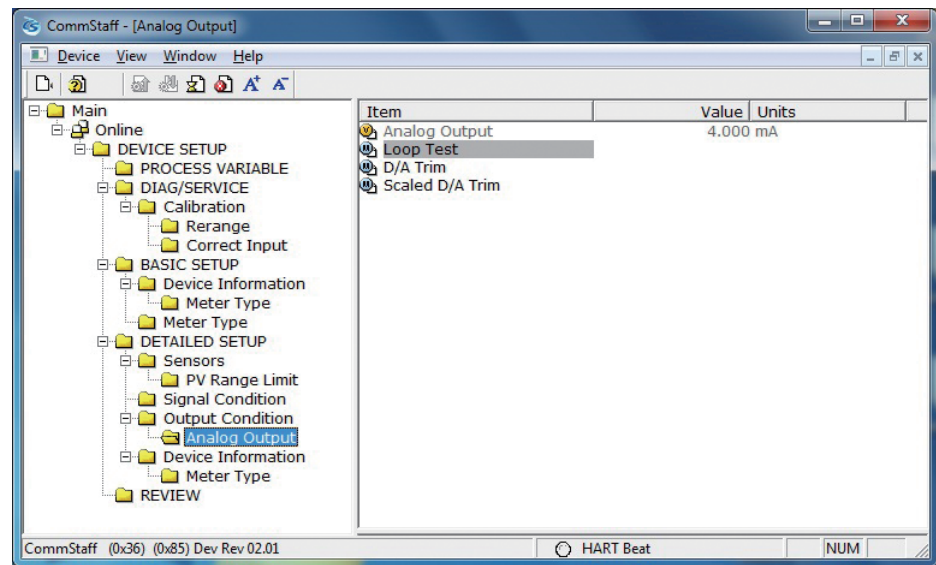 CommStaff - [Analog Output]
Device View Window Help
Main
Online
DEVICE SETUP
PROCESS VARIABLE
DIAG/SERVICE
Calibration
Rerange
Correct Input
BASIC SETUP
Device Information
Meter Type
Meter Type
DETAILED SETUP
Sensors
PV Range Limit
Signal Condition
Output Condition
Analog Output
Device Information
Meter Type
REVIEW
Item Value Units
Analog Output 4.000 mA
Loop Test
D/A Trim
Scaled D/A Trim
CommStaff (0x36) (0x85) Dev Rev 02.01 HART Beat NUM